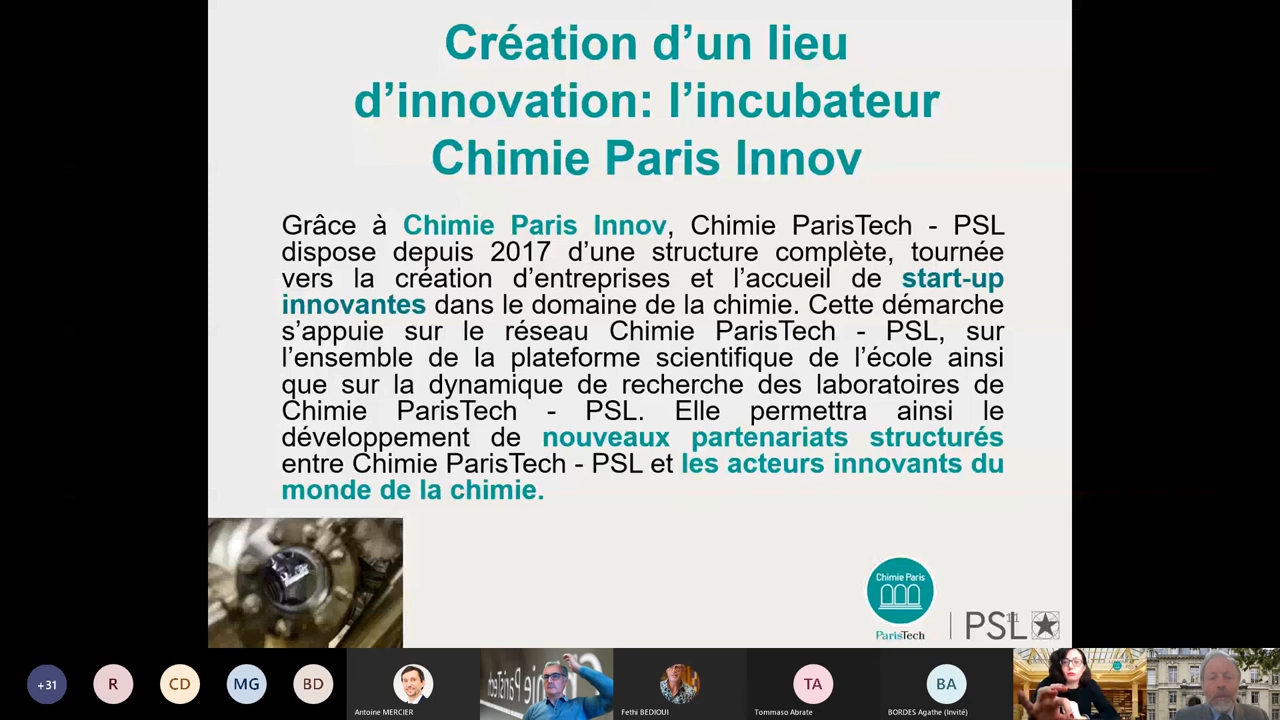 Création d’un lieu
d’innovation: l’incubateur
Chimie Paris Innov
Grâce à Chimie Paris Innov, Chimie ParisTech - PSL
dispose depuis 2017 d’une structure complète, tournée
vers la création d’entreprises et l’accueil de start-up
innovantes dans le domaine de la chimie. Cette démarche
s’appuie sur le réseau Chimie ParisTech - PSL, sur
l’ensemble de la plateforme scientifique de l’école ainsi
que sur la dynamique de recherche des laboratoires de
Chimie ParisTech - PSL. Elle permettra ainsi le
développement de nouveaux partenariats structurés
entre Chimie ParisTech - PSL et les acteurs innovants du
monde de la chimie.
Chimie Paris
ParisTech
PSL
11
+31
R
CD
MG
BD
Antoine MERCIER
ParisTech
Fethi BEDIOUI
TA
Tommaso Abrate
BA
BORDES Agathe (Invité)